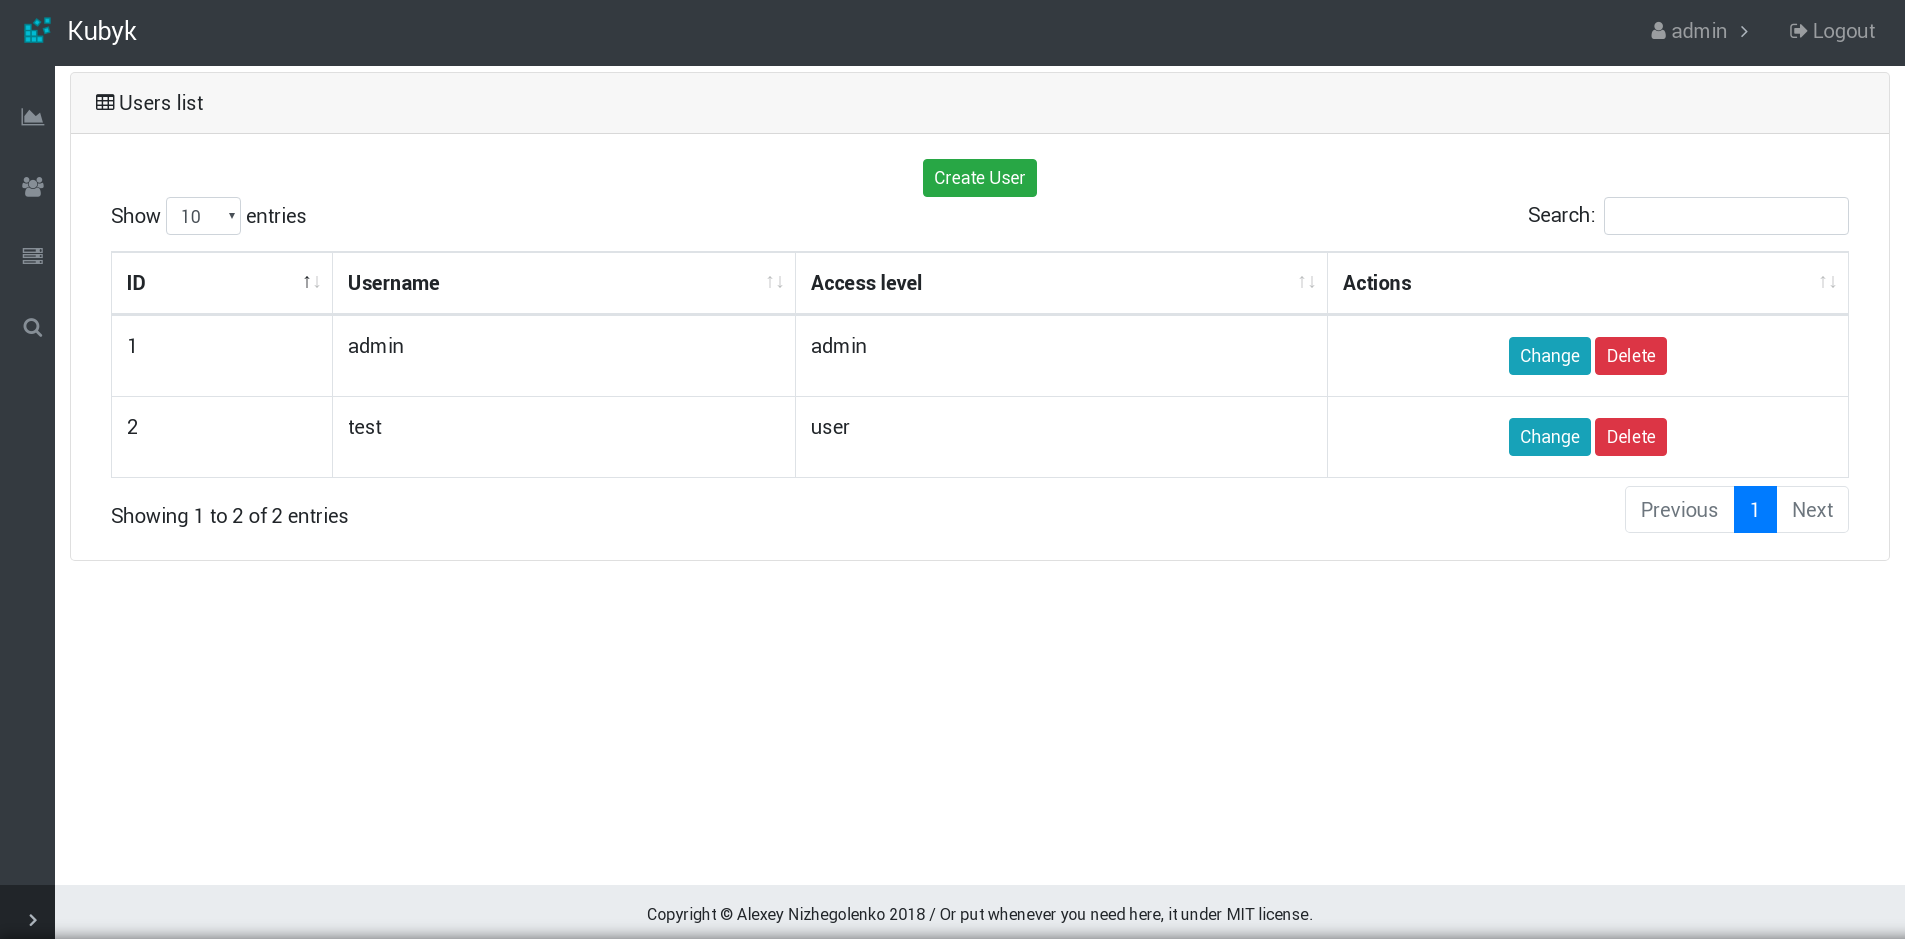 Kubyk
admin
Logout
Users list
Create User
Show 10 entries
Search:
ID Username Access level Actions
1 admin admin Change Delete
2 test user Change Delete
Showing 1 to 2 of 2 entries
Previous 1 Next
Copyright © Alexey Nizhegolenko 2018 / Or put whenever you need here, it under MIT license.